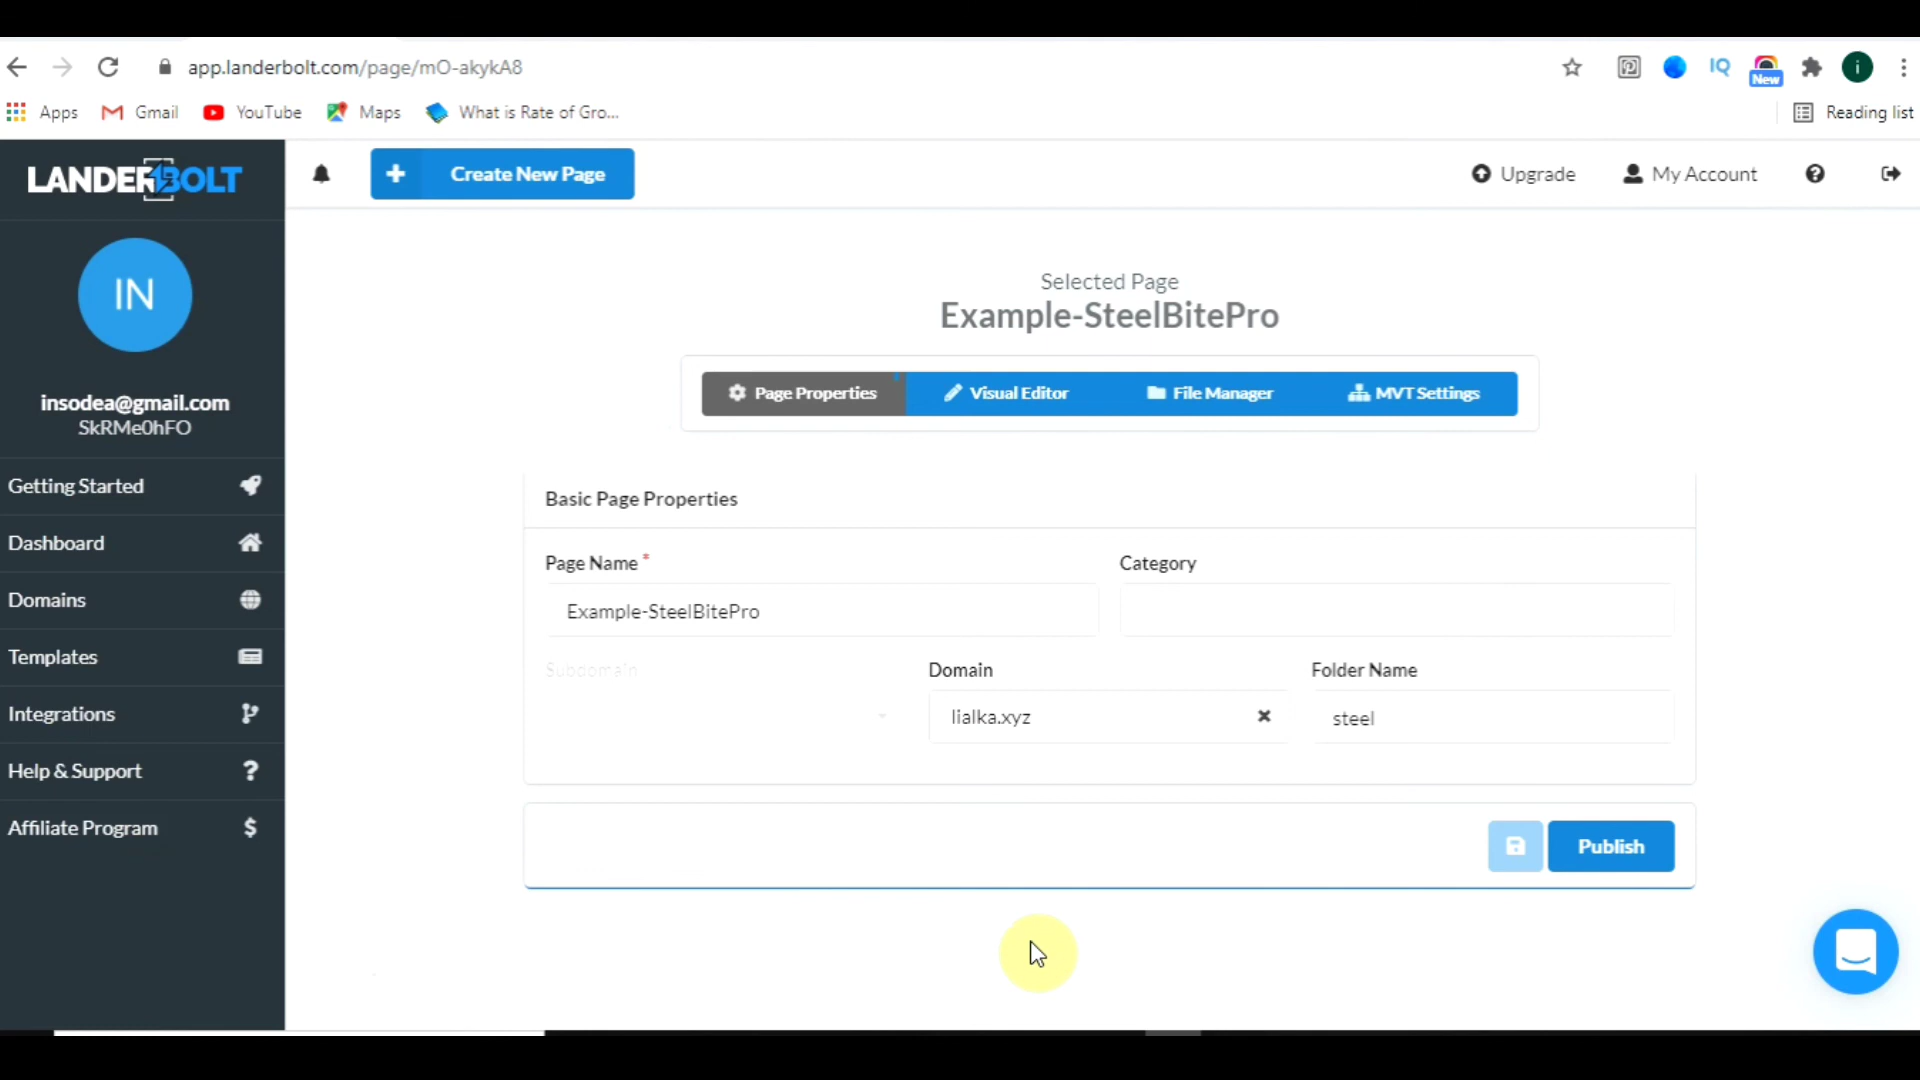 app.landerbolt.com/page/mO-akykA8
IQ
New
i
Apps
Gmail
YouTube
Maps
What is Rate of Gro...
Reading list
LANDERBOLT
Create New Page
Upgrade
My Account
IN
insodea@gmail.com
SkRMe0hFO
Getting Started
Dashboard
Domains
Templates
Integrations
Help & Support
Affiliate Program
Selected Page
Example-SteelBitePro
Page Properties
Visual Editor
File Manager
MVT Settings
Basic Page Properties
Page Name *
Category
Example-SteelBitePro
Subdomain
Domain
Folder Name
lialka.xyz
steel
Publish